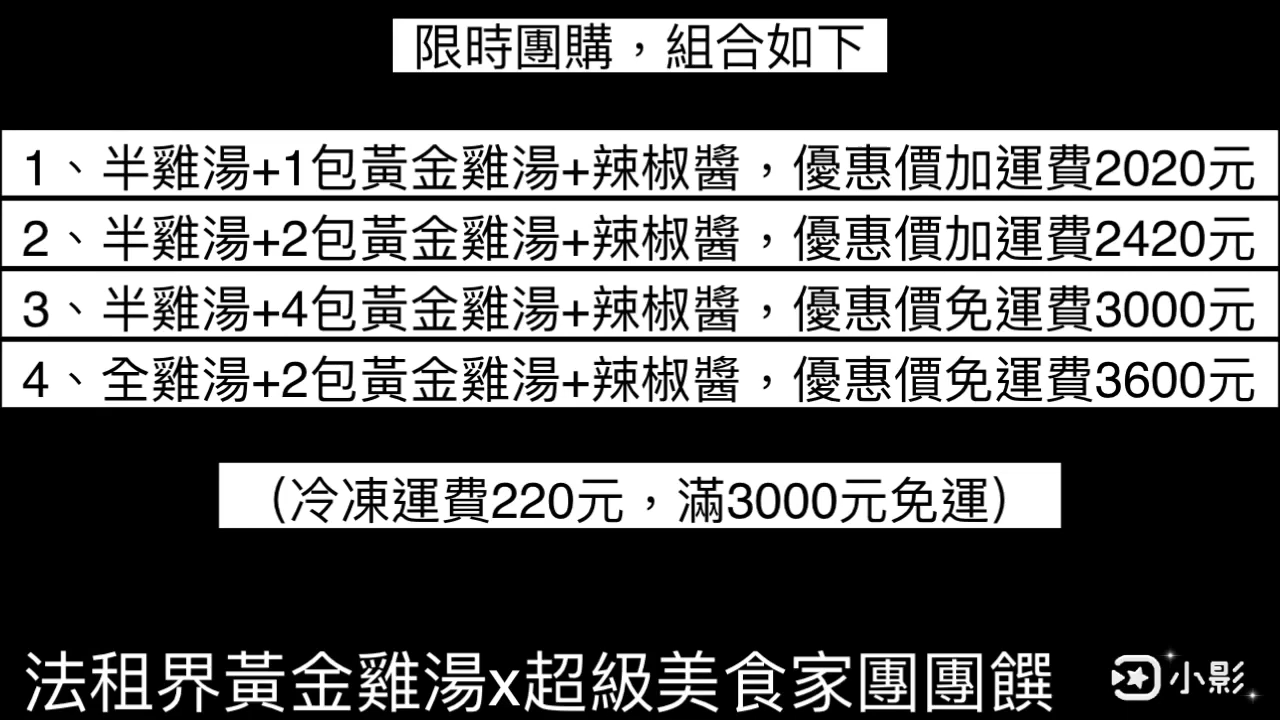 限時團購，組合如下
1、半雞湯+1包黃金雞湯+辣椒醬，優惠價加運費2020元
2、半雞湯+2包黃金雞湯+辣椒醬，優惠價加運費2420元
3、半雞湯+4包黃金雞湯+辣椒醬，優惠價免運費3000元
4、全雞湯+2包黃金雞湯+辣椒醬，優惠價免運費3600元
（冷凍運費220元，滿3000元免運）
法租界黃金雞湯x超級美食家團團饌
小影